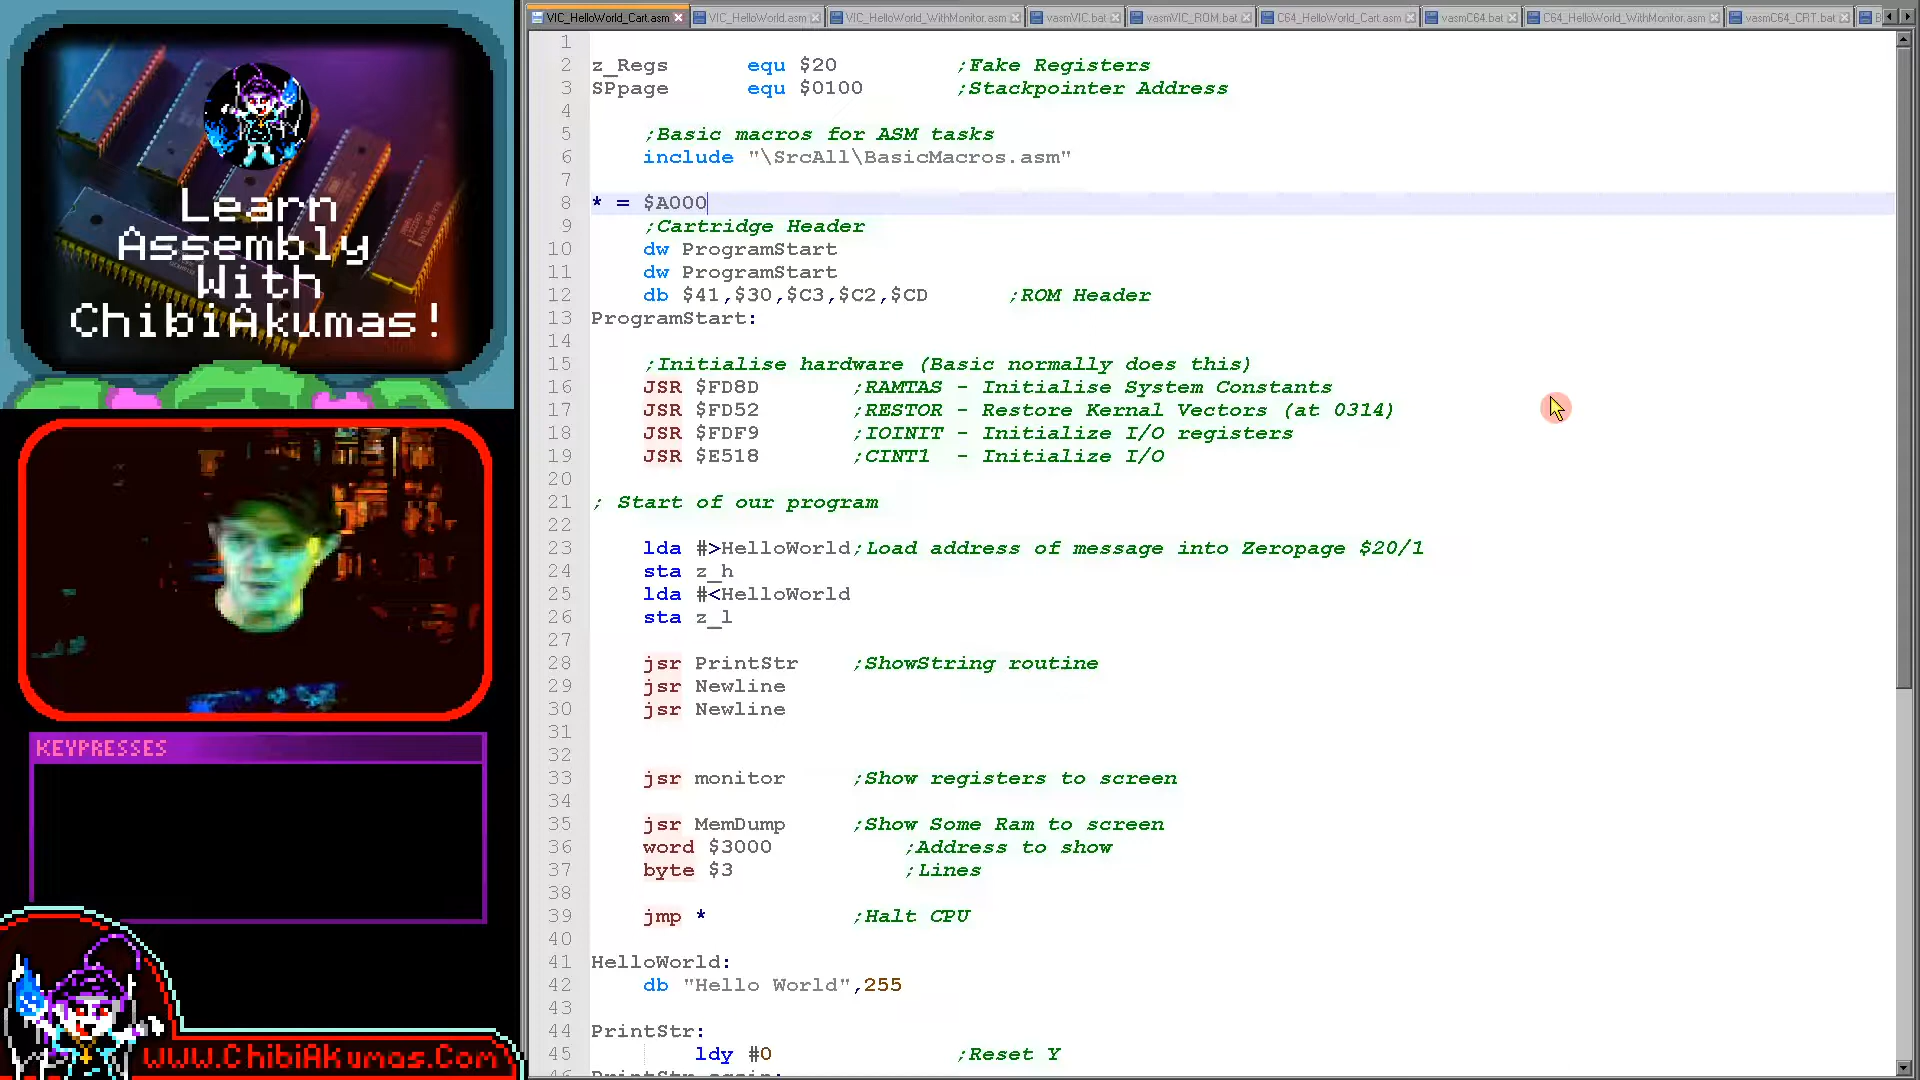 Learn
Assembly
With
ChibiAkumas!
KEYPRESSES
www.ChibiAkumas.Com
VIC_HelloWorld_Cart.asm VIC_HelloWorld.asm VIC_HelloWorld_WithMonitor.asm vasmVIC.bat vasmVIC_ROM.bat C64_HelloWorld_Cart.asm vasmC64.bat C64_HelloWorld_WithMonitor.asm vasmC64_CRT.bat
1
2 z_Regs equ $20 ;Fake Registers
3 SPpage equ $0100 ;Stackpointer Address
4
5 ;Basic macros for ASM tasks
6 include "\SrcAll\BasicMacros.asm"
7
8 * = $A000
9 ;Cartridge Header
10 dw ProgramStart
11 dw ProgramStart
12 db $41,$30,$C3,$C2,$CD ;ROM Header
13 ProgramStart:
14
15 ;Initialise hardware (Basic normally does this)
16 JSR $FD8D ;RAMTAS - Initialise System Constants
17 JSR $FD52 ;RESTOR - Restore Kernal Vectors (at 0314)
18 JSR $FDF9 ;IOINIT - Initialize I/O registers
19 JSR $E518 ;CINT1 - Initialize I/O
20
21 ; Start of our program
22
23 lda #>HelloWorld;Load address of message into Zeropage $20/1
24 sta z_h
25 lda #<HelloWorld
26 sta z_l
27
28 jsr PrintStr ;ShowString routine
29 jsr Newline
30 jsr Newline
31
32
33 jsr monitor ;Show registers to screen
34
35 jsr MemDump ;Show Some Ram to screen
36 word $3000 ;Address to show
37 byte $3 ;Lines
38
39 jmp * ;Halt CPU
40
41 HelloWorld:
42 db "Hello World",255
43
44 PrintStr:
45 ldy #0 ;Reset Y